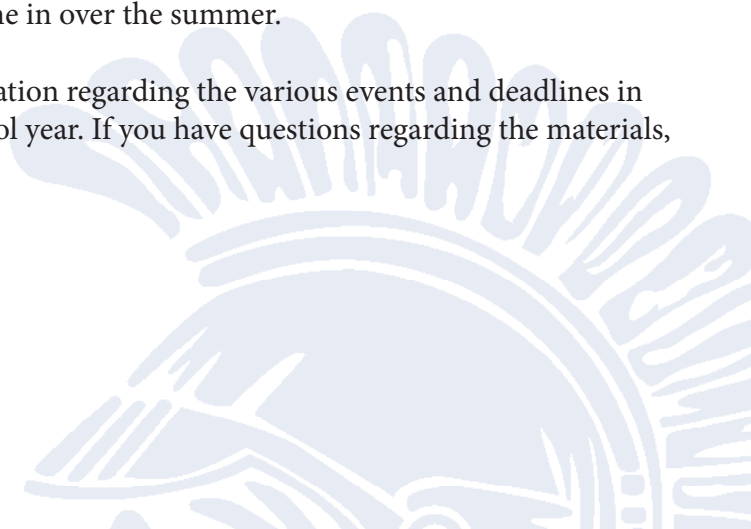 ne in over the summer.
ation regarding the various events and deadlines in
ol year. If you have questions regarding the materials,